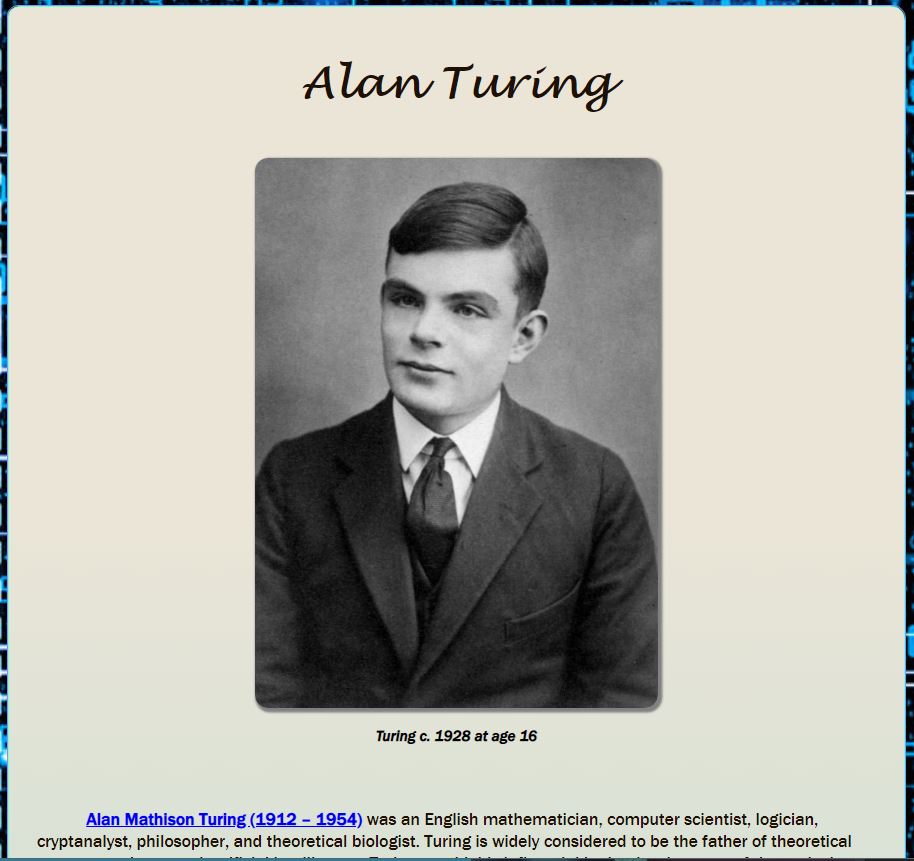 Alan Turing
Turing c. 1928 at age 16
Alan Mathison Turing (1912 – 1954) was an English mathematician, computer scientist, logician,
cryptanalyst, philosopher, and theoretical biologist. Turing is widely considered to be the father of theoretical